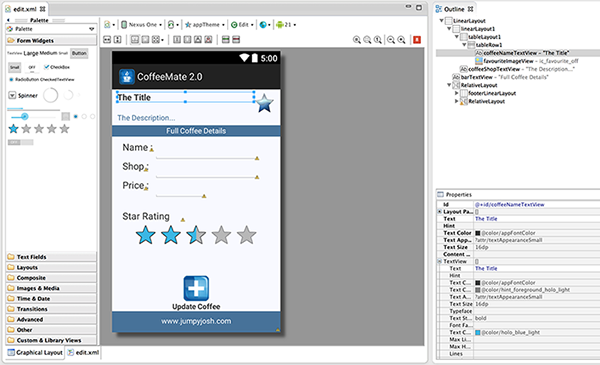 edit.xml
Palette
Palette
Form Widgets
TextView Large Medium Small Button
Small OFF CheckBox
RadioButton CheckedTextView
Spinner
Text Fields
Layouts
Composite
Images & Media
Time & Date
Transitions
Advanced
Other
Custom & Library Views
Graphical Layout edit.xml
Nexus One appTheme Edit 21
5:00
CoffeeMate 2.0
The Title
The Description...
Full Coffee Details
Name :
Shop :
Price :
Star Rating
Update Coffee
www.jumpyjosh.com
Outline
LinearLayout
linearLayout1
tableLayout1
tableRow1
coffeeNameTextView - "The Title"
favouriteImageView - ic_favourite_off
coffeeShopTextView - "The Description..."
barTextView - "Full Coffee Details"
RelativeLayout
footerLinearLayout
RelativeLayout
Properties
Id @+id/coffeeNameTextView
Layout Pa... []
Text The Title
Hint
Text Color @color/appFontColor
Text App... ?attr/textAppearanceSmall
Text Size 16dp
Content ...
TextView []
Text The Title
Hint
Text C... @color/appFontColor
Text C... @color/hint_foreground_holo_light
Text A... ?attr/textAppearanceSmall
Text Size 16dp
Typeface
Text St... bold
Font Fa...
Text C... @color/holo_blue_light
Max Li...
Max H...
Lines